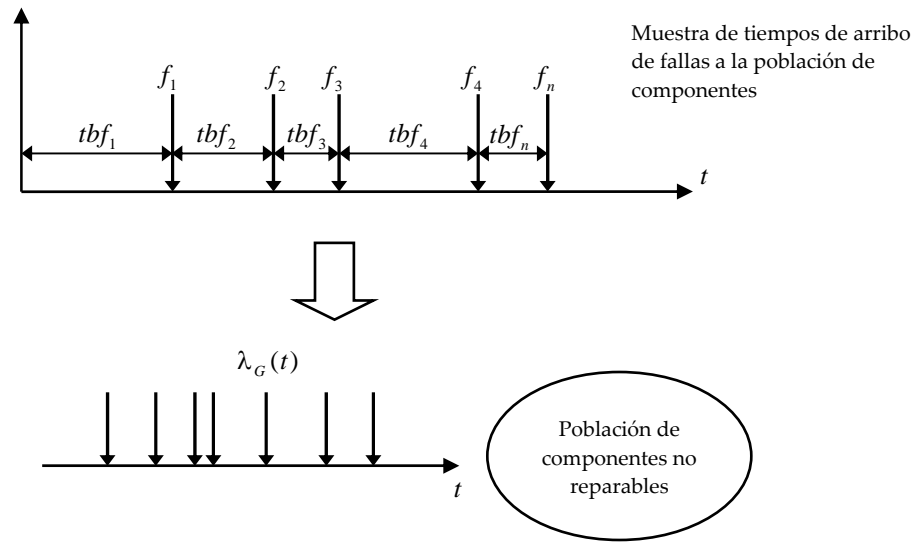 Muestra de tiempos de arribo
de fallas a la población de
componentes
f₁ f₂ f₃ f₄ fₙ
tbf₁ tbf₂ tbf₃ tbf₄ tbfₙ
t
λ_G(t)
t
Población de
componentes no
reparables